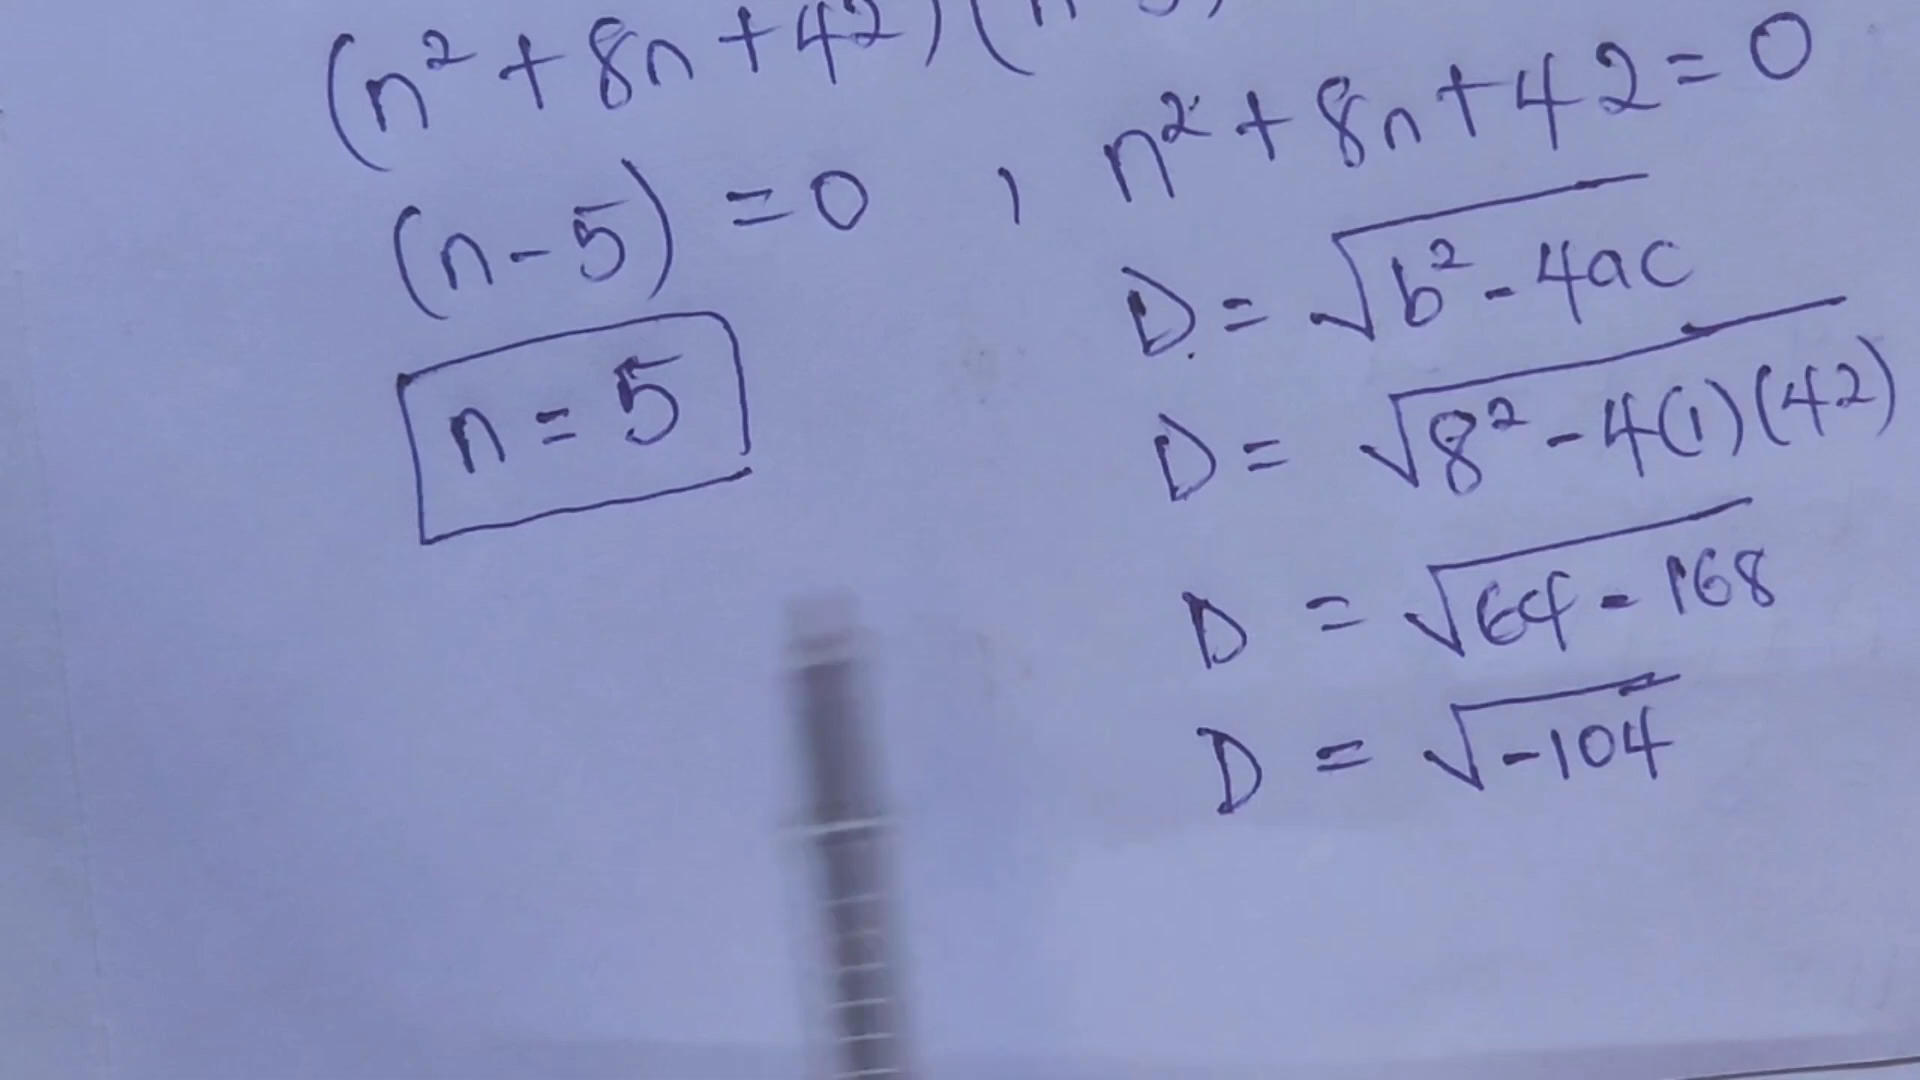 (n² + 8n + 42)(n
(n - 5) = 0 , n² + 8n + 42 = 0
n = 5
D = √b² - 4ac
D = √8² - 4(1)(42)
D = √64 - 168
D = √-104